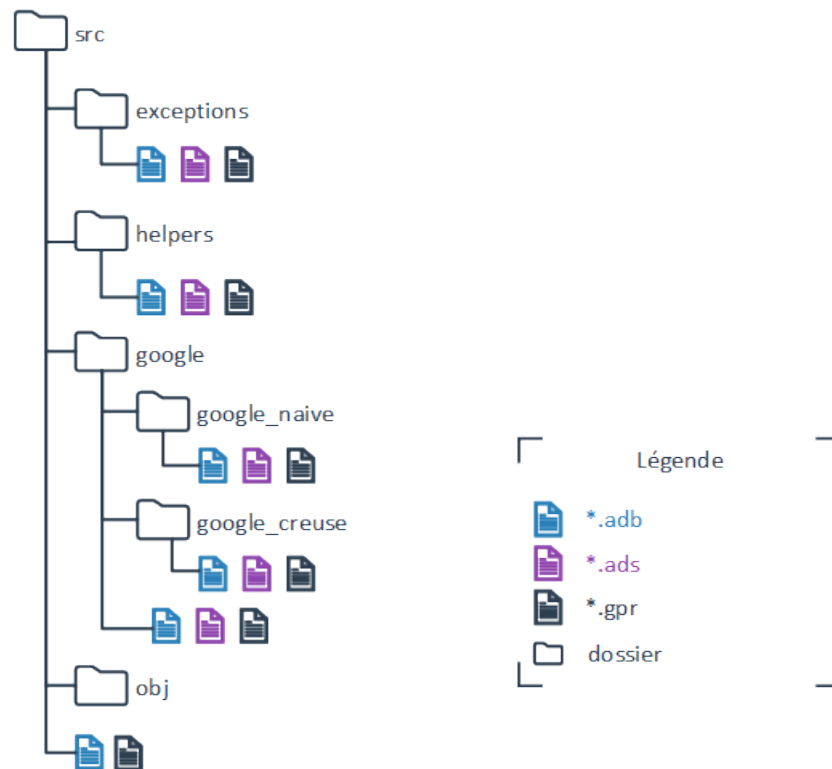 src
exceptions
helpers
google
google_naive
google_creuse
obj
Légende
*.adb
*.ads
*.gpr
dossier